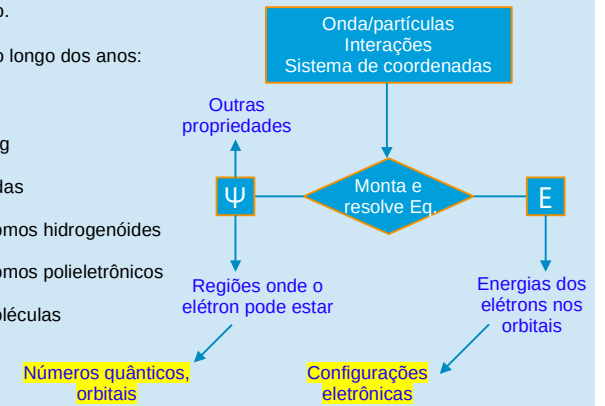 o.
o longo dos anos:
g
das
omos hidrogenóides
omos polieletrônicos
oléculas
Onda/partículas
Interações
Sistema de coordenadas
Outras
propriedades
Ψ
Monta e
resolve Eq.
E
Regiões onde o
elétron pode estar
Energias dos
elétrons nos
orbitais
Números quânticos,
orbitais
Configurações
eletrônicas